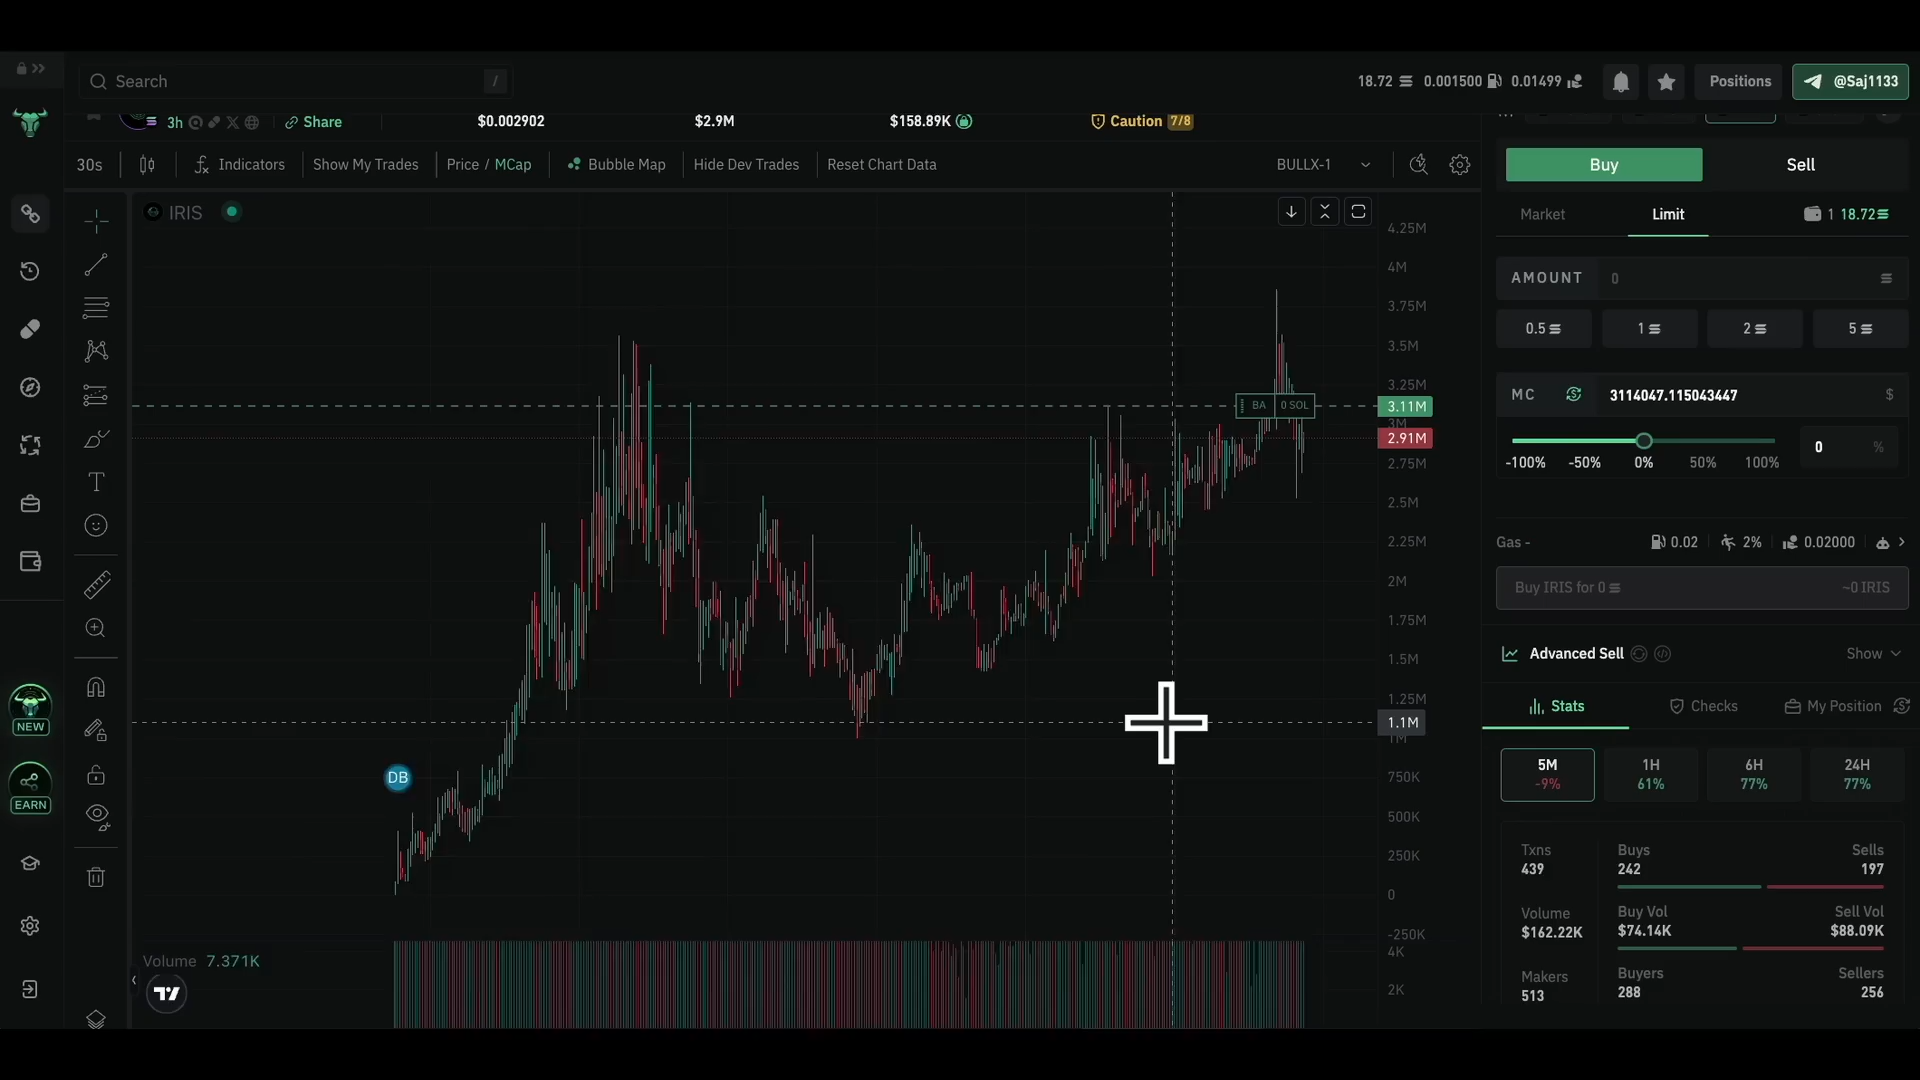 Search /
18.72 0.001500 0.01499 Positions @Saj1133
3h Share $0.002902 $2.9M $158.89K Caution 7/8
30s Indicators Show My Trades Price / MCap Bubble Map Hide Dev Trades Reset Chart Data BULLX-1
Buy Sell
IRIS
Market Limit 1 18.72
4.25M
4M
3.75M
3.5M
3.25M
3.11M
3M
2.91M
2.75M
2.5M
2.25M
2M
1.75M
1.5M
1.25M
1.1M
1M
750K
500K
250K
0
-250K
4K
2K
BA 0 SOL
DB
Volume 7.371K
NEW
EARN
AMOUNT 0
0.5 1 2 5
MC 3114047.115043447 $
0 %
-100% -50% 0% 50% 100%
Gas - 0.02 2% 0.02000
Buy IRIS for 0 ~0 IRIS
Advanced Sell Show
Stats Checks My Position
5M 1H 6H 24H
-9% 61% 77% 77%
Txns Buys Sells
439 242 197
Volume Buy Vol Sell Vol
$162.22K $74.14K $88.09K
Makers Buyers Sellers
513 288 256